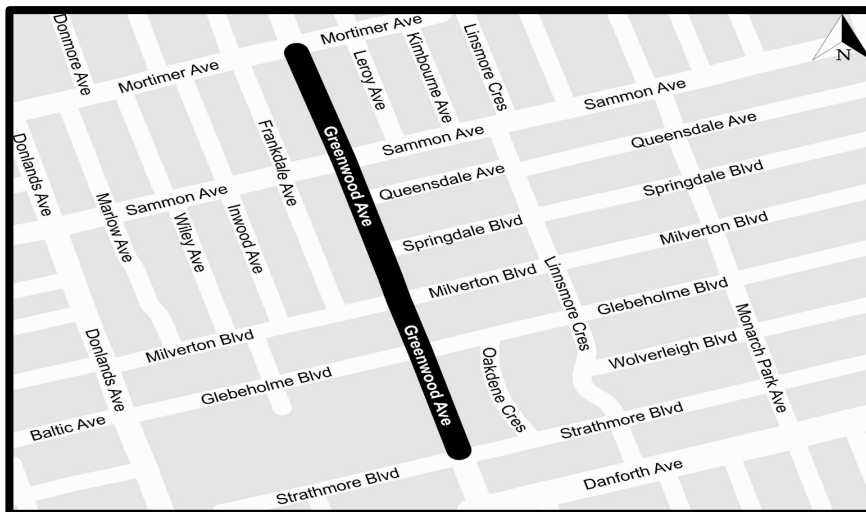 Donmore Ave
Mortimer Ave
Mortimer Ave
Leroy Ave
Kimbourne Ave
Linsmore Cres
N
Sammon Ave
Sammon Ave
Queensdale Ave
Queensdale Ave
Donlands Ave
Marlow Ave
Sammon Ave
Wiley Ave
Inwood Ave
Frankdale Ave
Greenwood Ave
Springdale Blvd
Springdale Blvd
Milverton Blvd
Milverton Blvd
Linnsmore Cres
Glebeholme Blvd
Monarch Park Ave
Donlands Ave
Milverton Blvd
Greenwood Ave
Oakdene Cres
Wolverleigh Blvd
Glebeholme Blvd
Baltic Ave
Strathmore Blvd
Strathmore Blvd
Danforth Ave